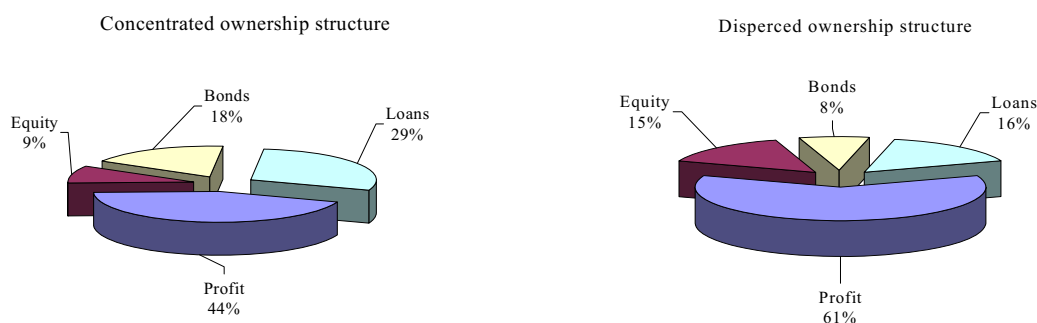 Concentrated ownership structure
Bonds
18%
Loans
29%
Equity
9%
Profit
44%
Disperced ownership structure
Bonds
8%
Equity
15%
Loans
16%
Profit
61%